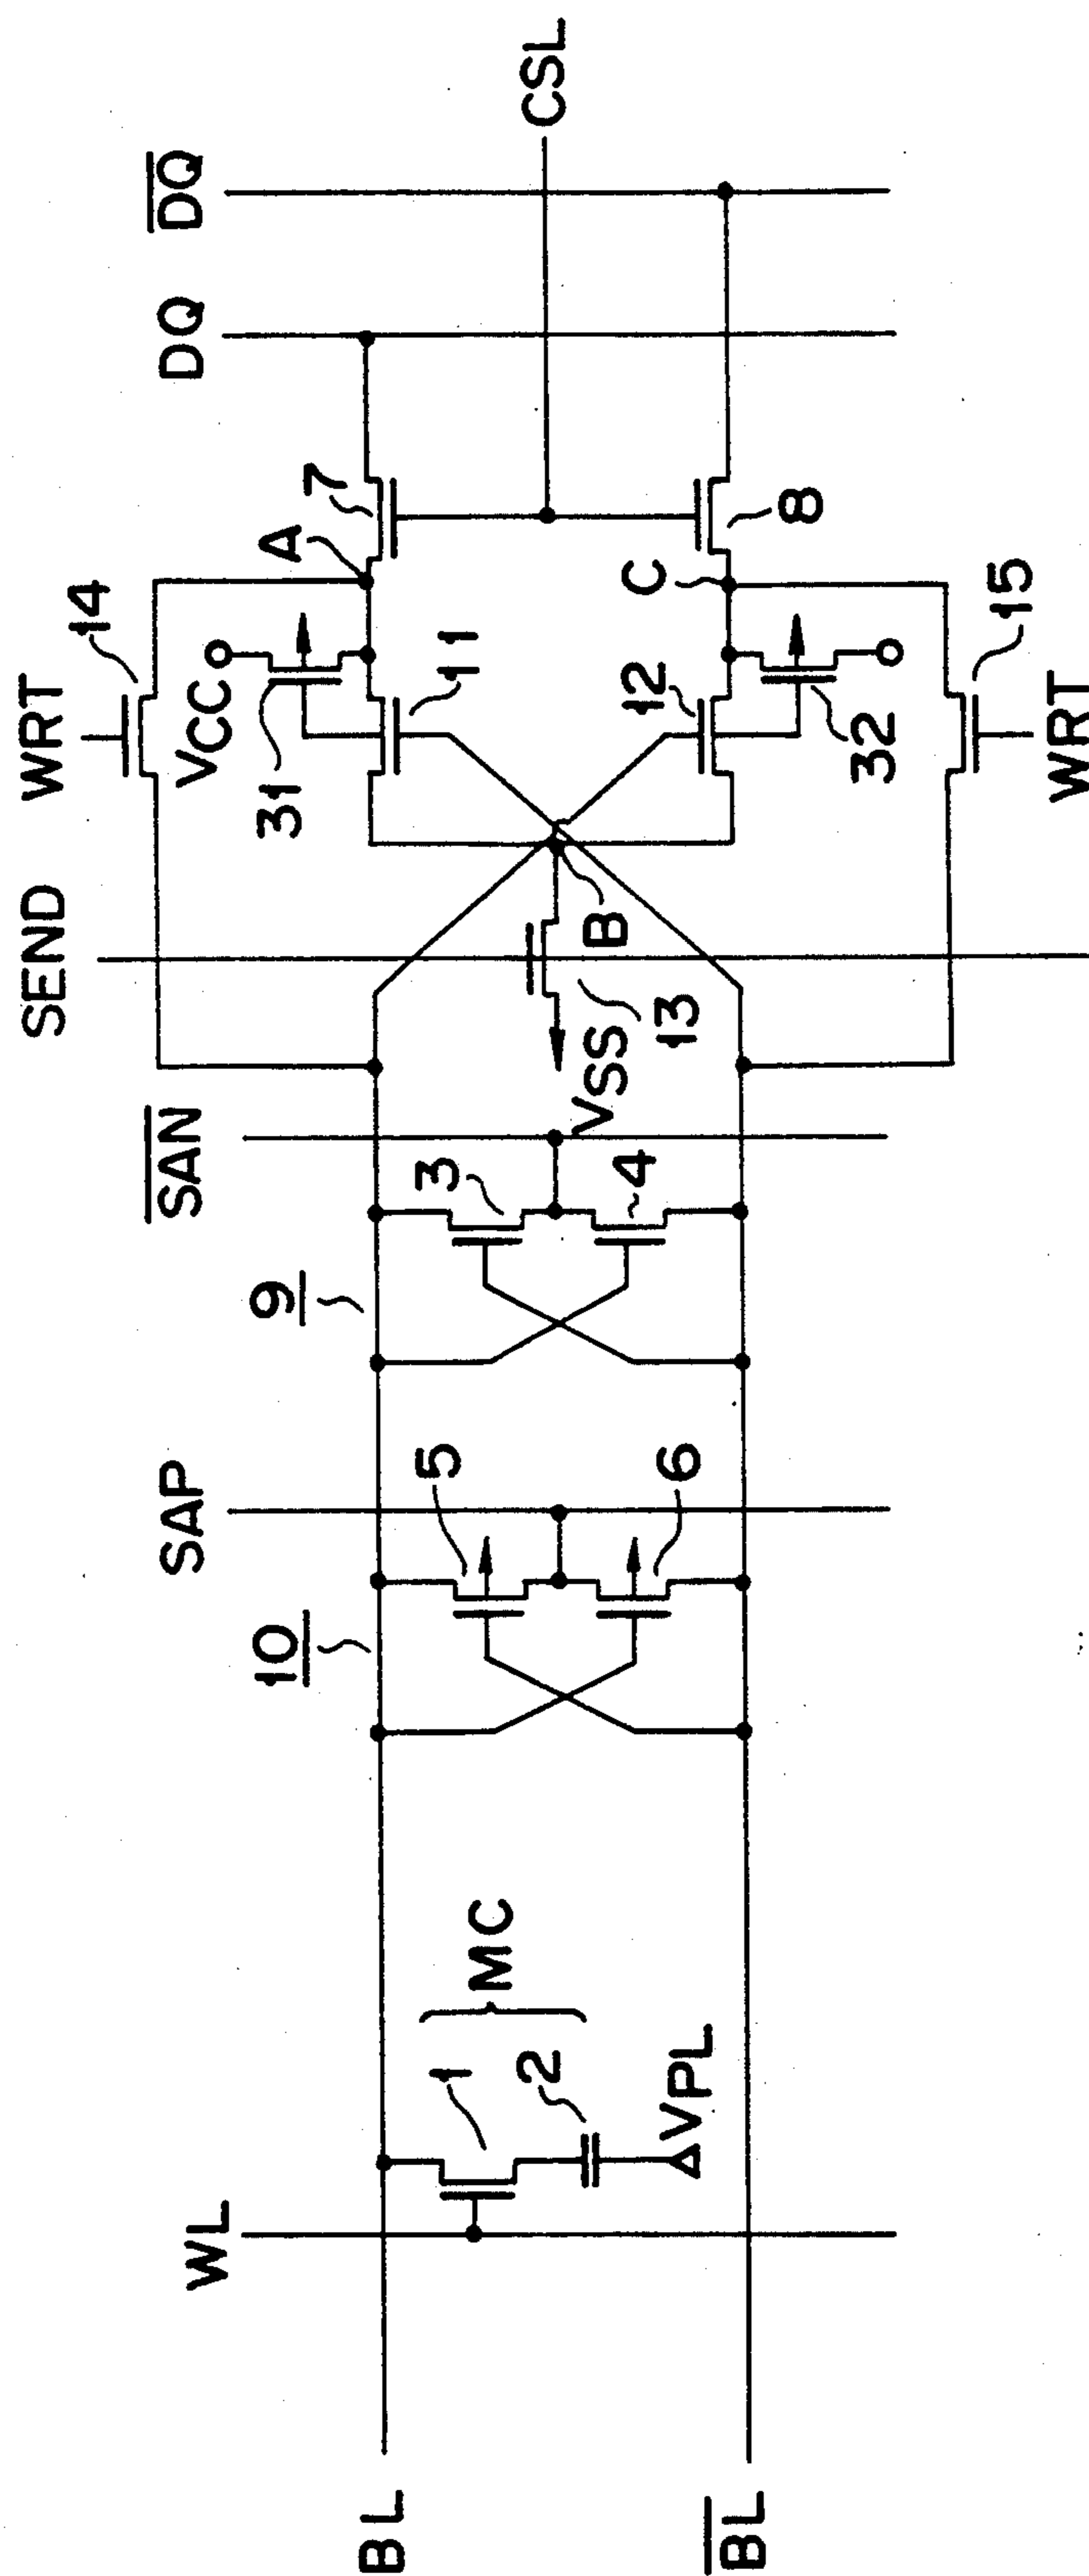 WRT
SEND
14
SAN
DQ
DQ
SAP
WL
VCC
A
7
31
11
9
10
3
5
CSL
MC
1
2
VSS
B
13
4
6
C
12
8
32
VPL
15
WRT
BL
BL